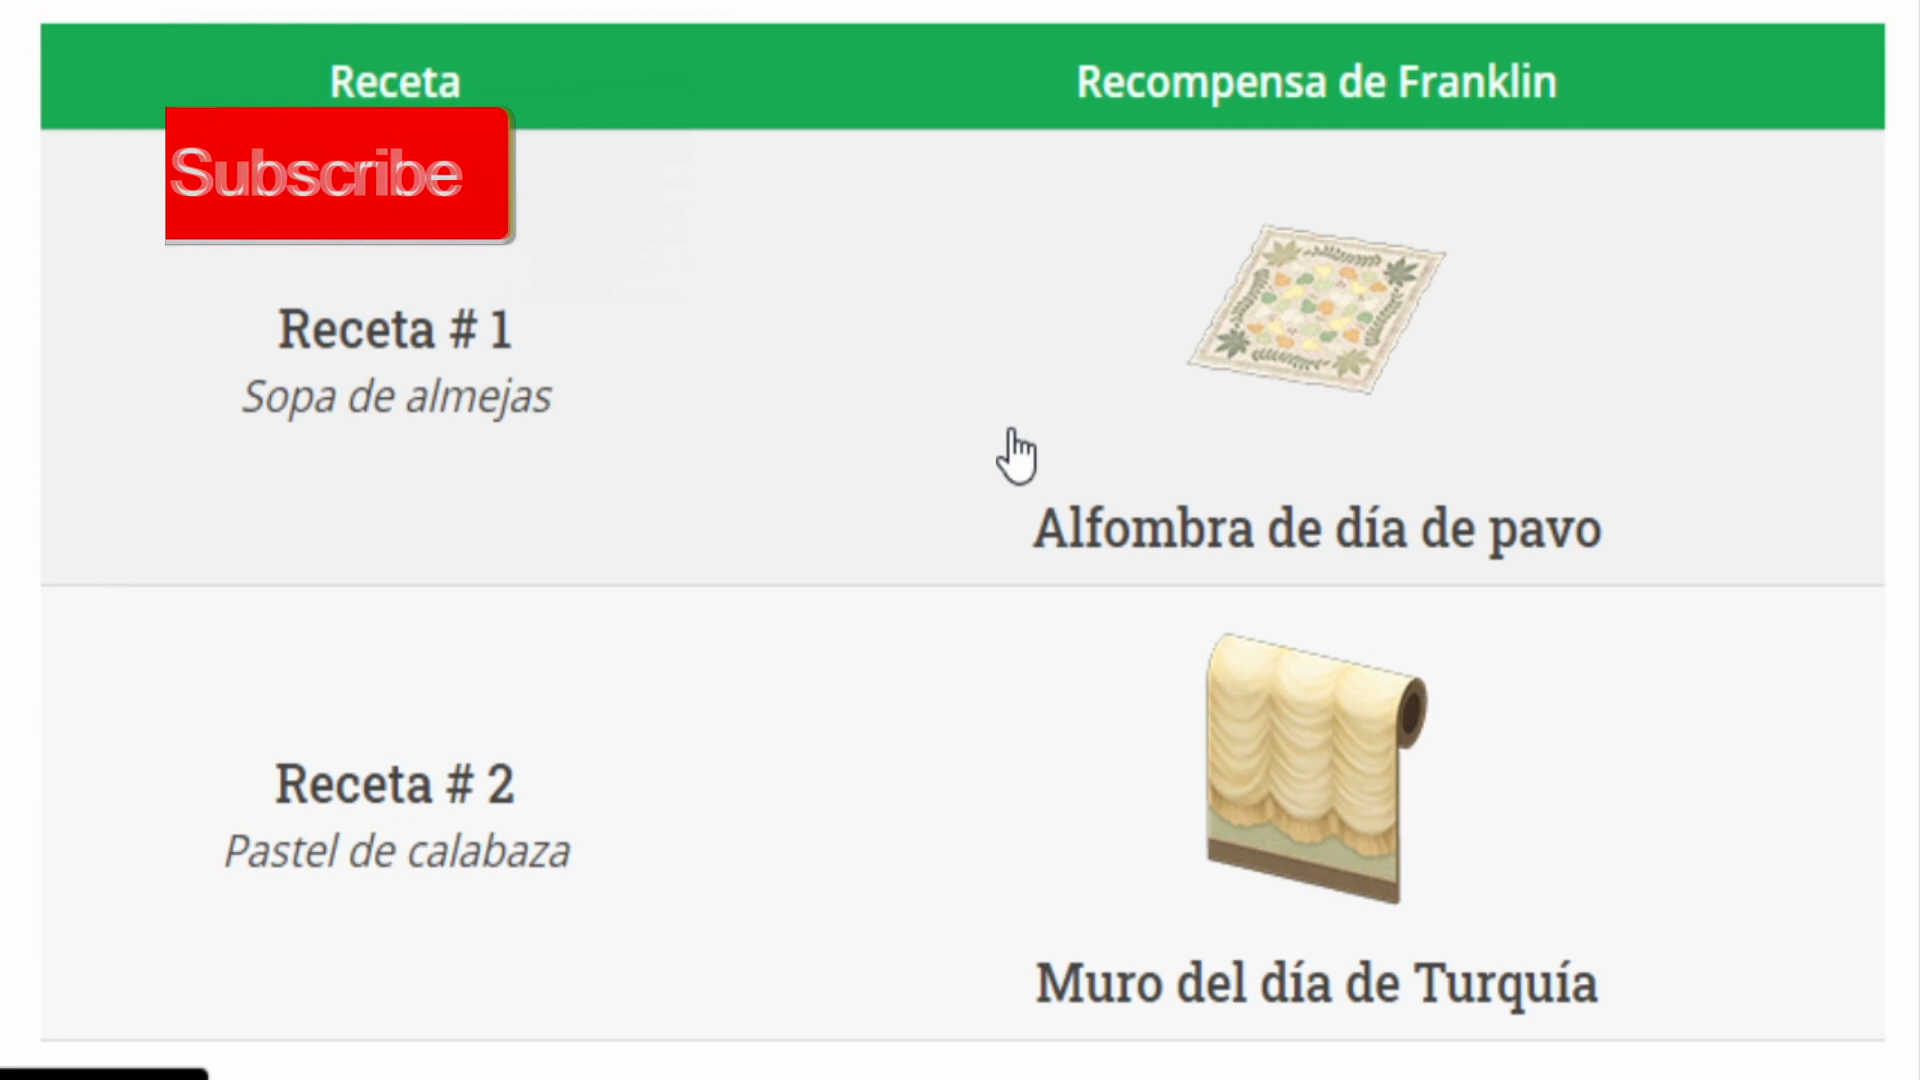 Receta
Recompensa de Franklin
Subscribe
Receta # 1
Sopa de almejas
Alfombra de día de pavo
Receta # 2
Pastel de calabaza
Muro del día de Turquía